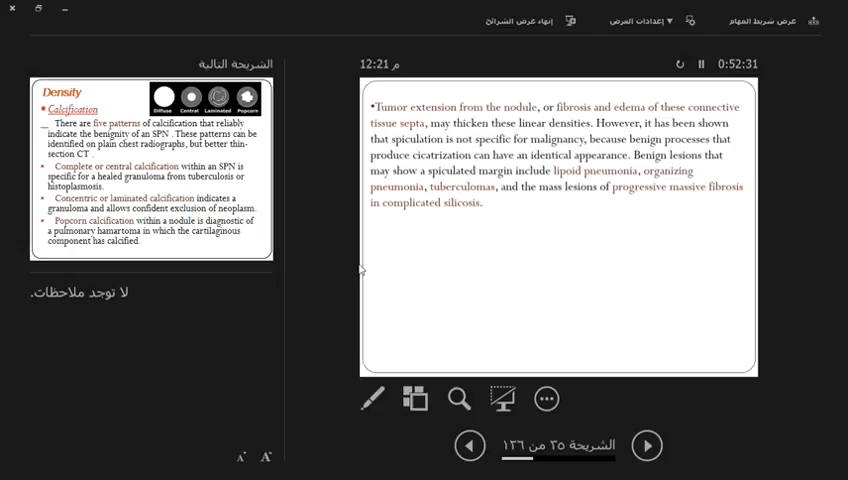 عرض شريط المهام
إعدادات العرض ▼
إنهاء عرض الشرائح
الشريحة التالية
Density
Diffuse Central Laminated Popcorn
• Calcification
There are five patterns of calcification that reliably
indicate the benignity of an SPN . These patterns can be
identified on plain chest radiographs, but better thin-
section CT .
• Complete or central calcification within an SPN is
specific for a healed granuloma from tuberculosis or
histoplasmosis.
• Concentric or laminated calcification indicates a
granuloma and allows confident exclusion of neoplasm.
• Popcorn calcification within a nodule is diagnostic of
a pulmonary hamartoma in which the cartilaginous
component has calcified.
لا توجد ملاحظات.
12:21 م
0:52:31
•Tumor extension from the nodule, or fibrosis and edema of these connective
tissue septa, may thicken these linear densities. However, it has been shown
that spiculation is not specific for malignancy, because benign processes that
produce cicatrization can have an identical appearance. Benign lesions that
may show a spiculated margin include lipoid pneumonia, organizing
pneumonia, tuberculomas, and the mass lesions of progressive massive fibrosis
in complicated silicosis.
الشريحة ٣٥ من ١٢٦
A A